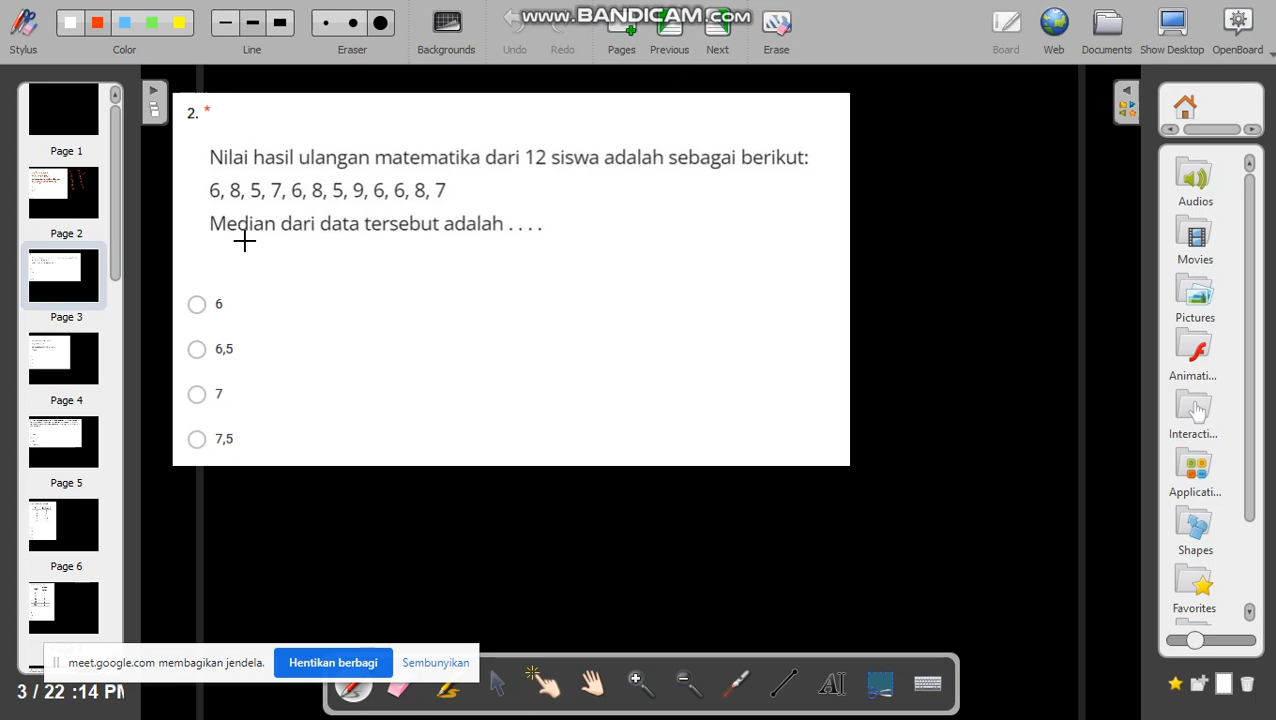 www.BANDICAM.com
Stylus
Color
Line
Eraser
Backgrounds
Undo
Redo
Pages
Previous
Next
Erase
Board
Web
Documents
Show Desktop
OpenBoard
Page 1
Page 2
Page 3
Page 4
Page 5
Page 6
2. *
Nilai hasil ulangan matematika dari 12 siswa adalah sebagai berikut:
6, 8, 5, 7, 6, 8, 5, 9, 6, 6, 8, 7
Median dari data tersebut adalah . . . .
6
6,5
7
7,5
Audios
Movies
Pictures
Animati...
Interacti...
Applicati...
Shapes
Favorites
meet.google.com membagikan jendela.
Hentikan berbagi
Sembunyikan
3 / 22 :14 PM